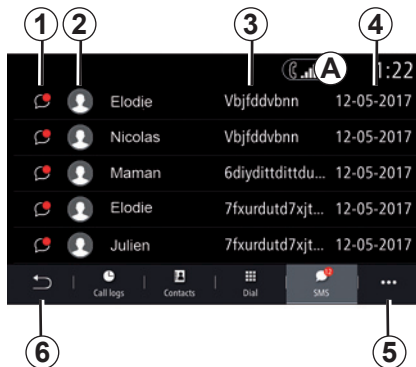 1 2 3 4
A 1:22
Elodie Vbjfddvbnn 12-05-2017
Nicolas Vbjfddvbnn 12-05-2017
Maman 6diydittdittdu... 12-05-2017
Elodie 7fxurdutd7xjt... 12-05-2017
Julien 7fxurdutd7xjt... 12-05-2017
12
Call logs Contacts Dial SMS ...
6 5